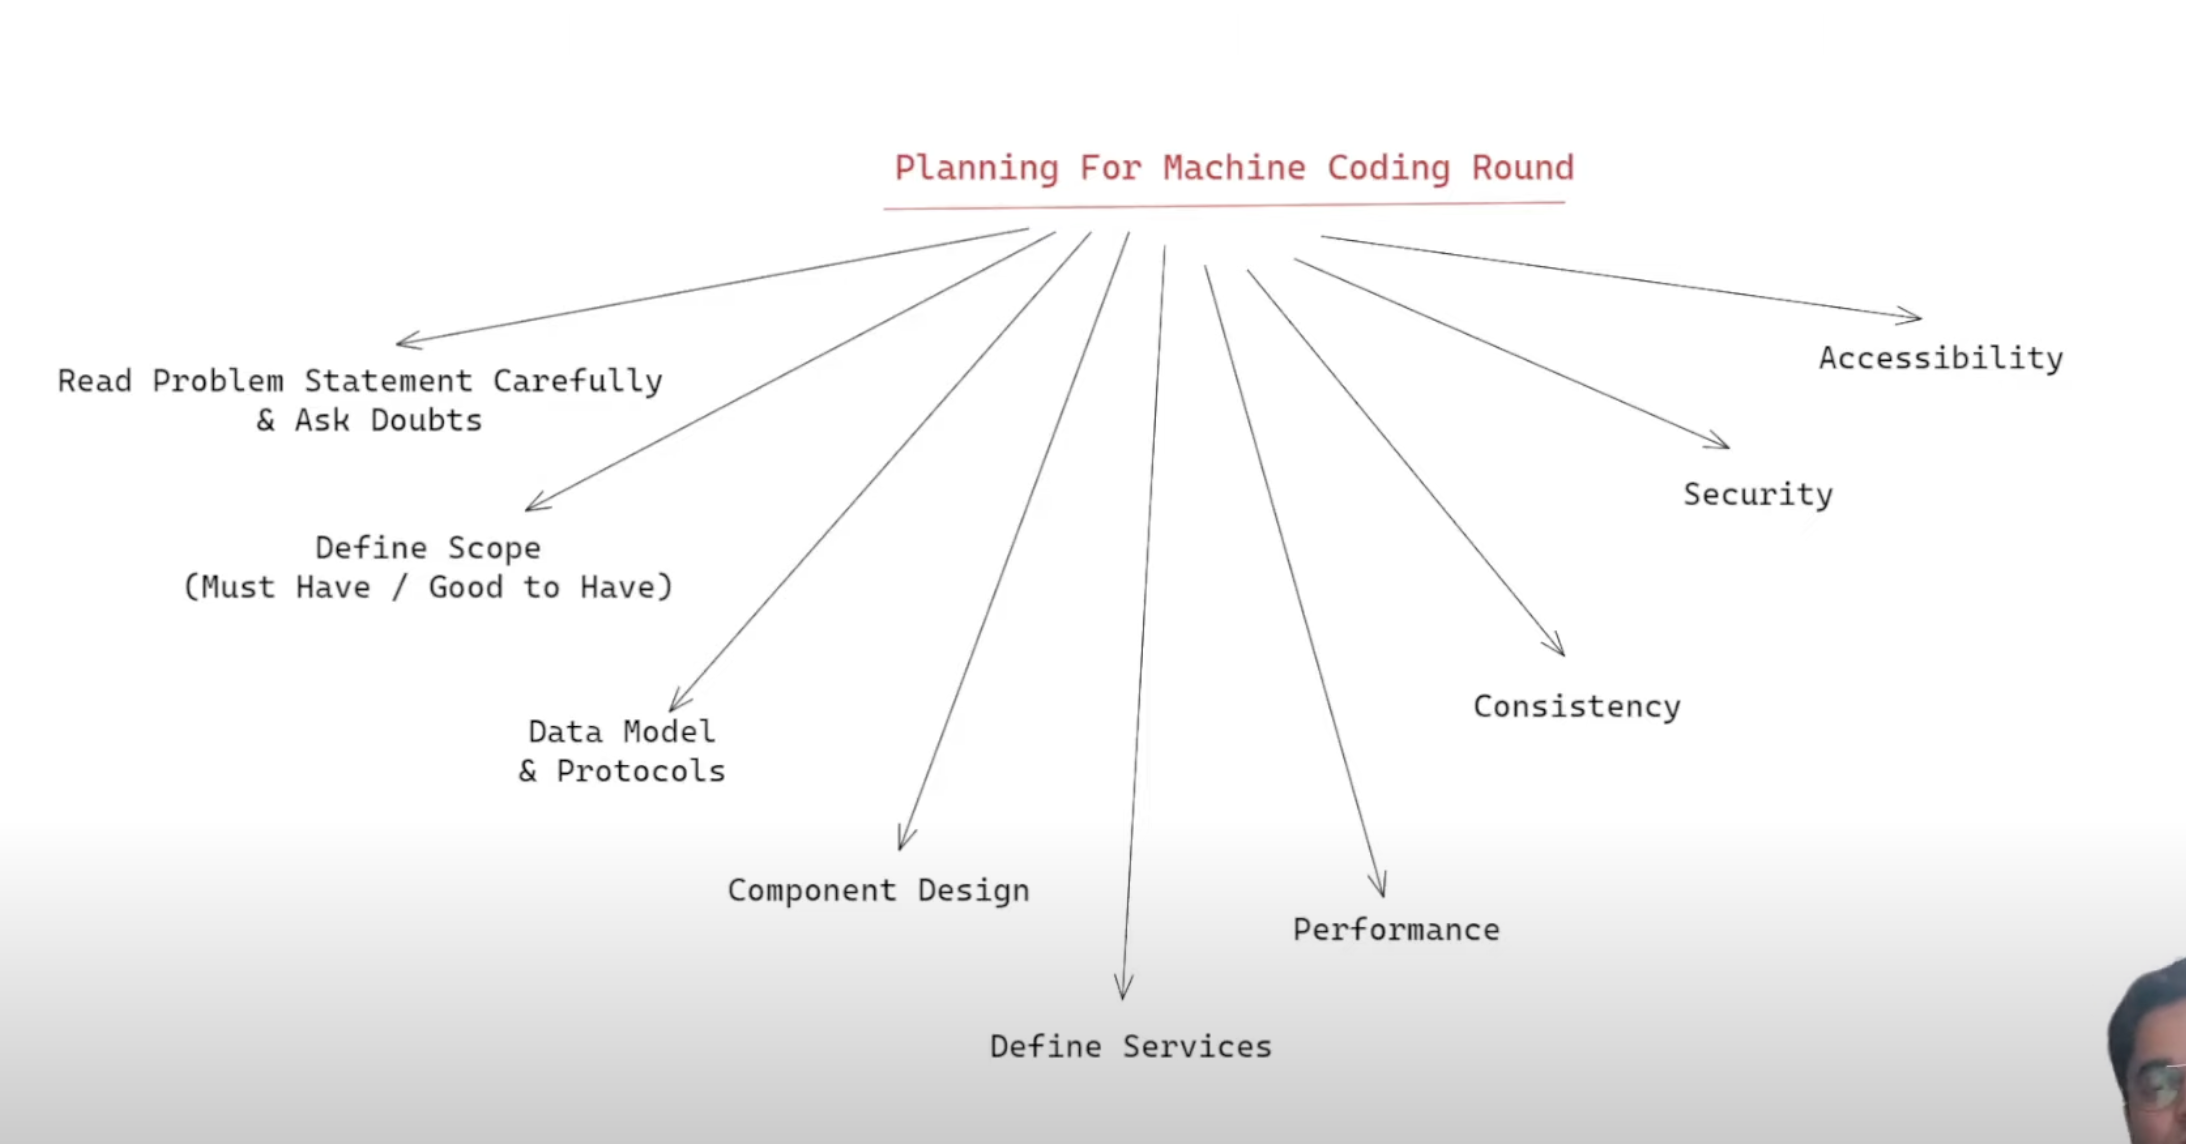 Planning For Machine Coding Round
Read Problem Statement Carefully
& Ask Doubts
Define Scope
(Must Have / Good to Have)
Data Model
& Protocols
Component Design
Define Services
Performance
Consistency
Security
Accessibility